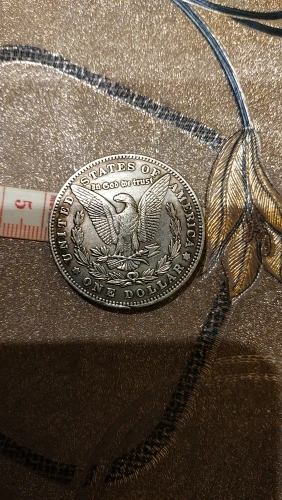 UNITED STATES OF AMERICA
In God We Trust
ONE DOLLAR
5